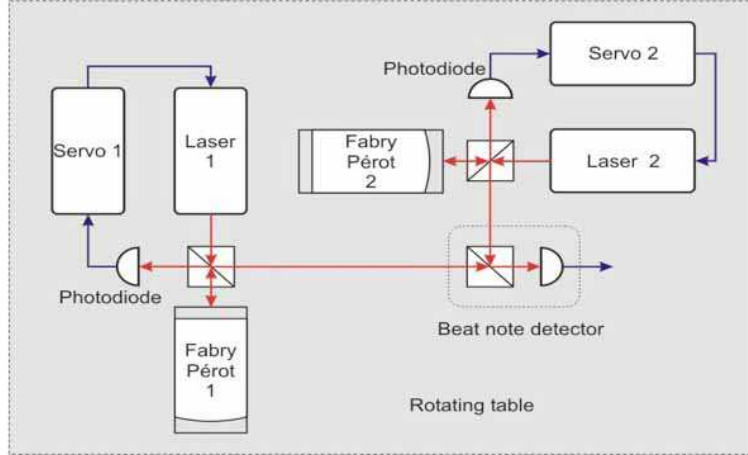 Photodiode
Servo 2
Servo 1
Laser
1
Fabry
Pérot
2
Laser  2
Photodiode
Beat note detector
Fabry
Pérot
1
Rotating table